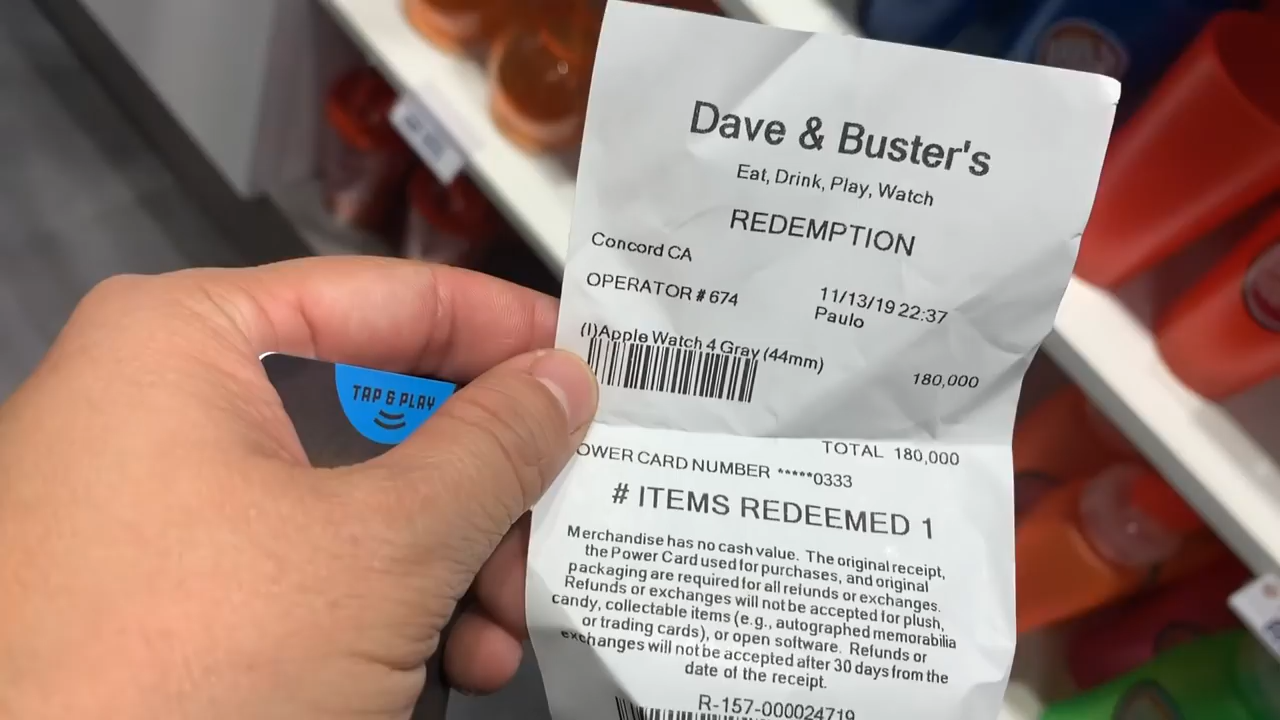 Dave & Buster's
Eat, Drink, Play, Watch
REDEMPTION
Concord CA
OPERATOR # 674
11/13/19 22:37
Paulo
(I)Apple Watch 4 Gray (44mm)
180,000
TOTAL 180,000
OWER CARD NUMBER *****0333
# ITEMS REDEEMED 1
Merchandise has no cash value. The original receipt,
the Power Card used for purchases, and original
packaging are required for all refunds or exchanges.
Refunds or exchanges will not be accepted for plush,
candy, collectable items (e.g., autographed memorabilia
or trading cards), or open software. Refunds or
exchanges will not be accepted after 30 days from the
date of the receipt.
R-157-000024719
TAP & PLAY